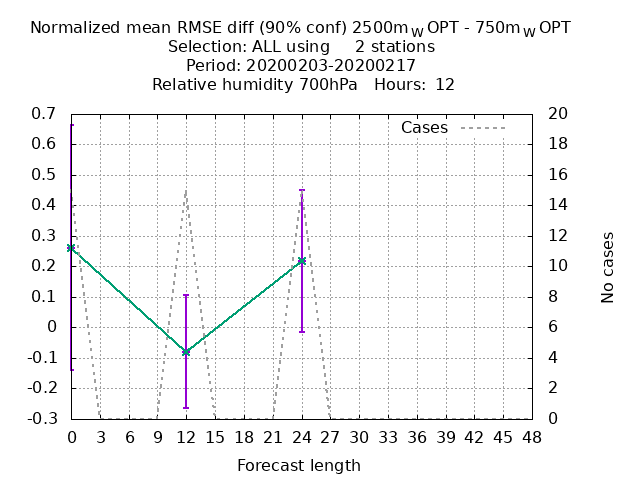 Normalized mean RMSE diff (90% conf) 2500m W OPT - 750m W OPT
Selection: ALL using 2 stations
Period: 20200203-20200217
Relative humidity 700hPa Hours: 12
Cases
0.7
0.6
0.5
0.4
0.3
0.2
0.1
0
-0.1
-0.2
-0.3
20
18
16
14
12
10
8
6
4
2
0
No cases
0 3 6 9 12 15 18 21 24 27 30 33 36 39 42 45 48
Forecast length